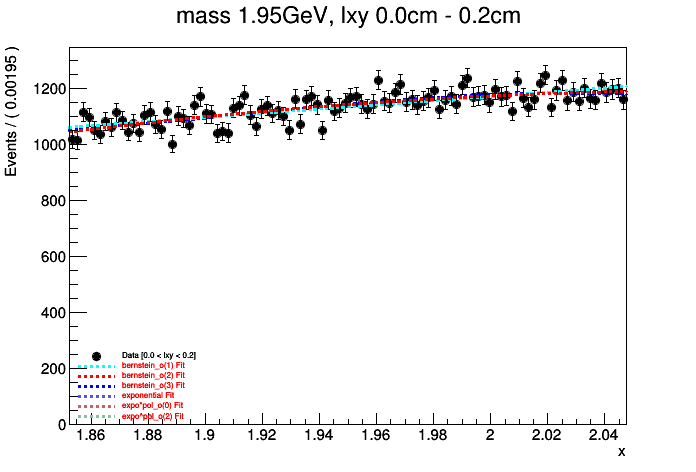 mass 1.95GeV, lxy 0.0cm - 0.2cm
Events / ( 0.00195 )
1200
1000
800
600
400
200
0
Data [0.0 < lxy < 0.2]
bernstein_o(1) Fit
bernstein_o(2) Fit
bernstein_o(3) Fit
exponential Fit
expo*pol_o(0) Fit
expo*pol_o(2) Fit
1.86 1.88 1.9 1.92 1.94 1.96 1.98 2 2.02 2.04
x